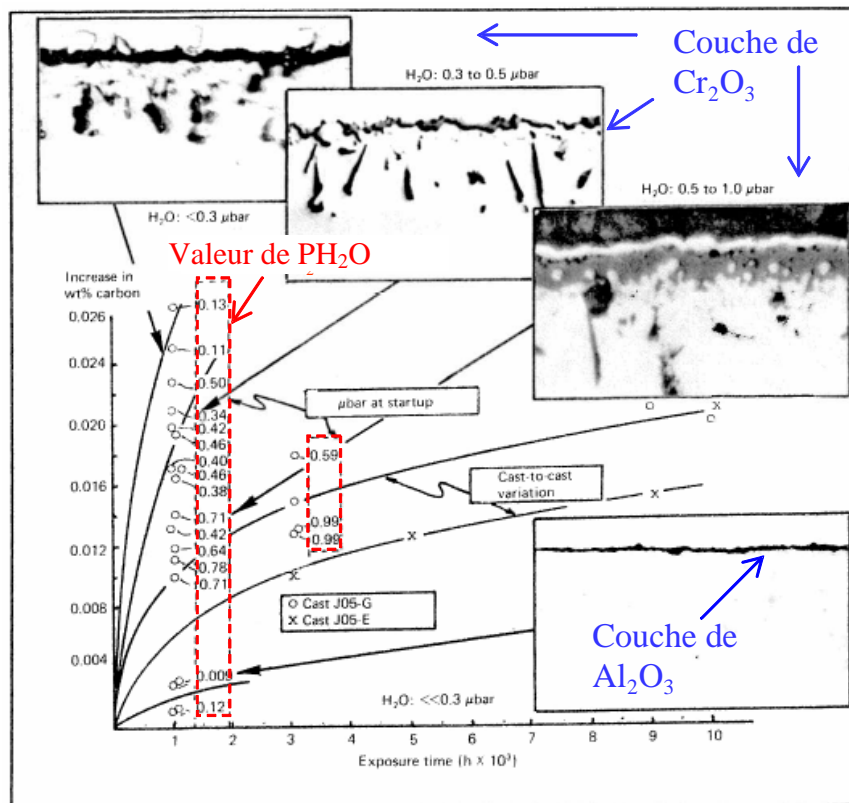 Couche de
Cr2O3
H2O: 0.3 to 0.5 µbar
H2O: 0.5 to 1.0 µbar
H2O: <0.3 µbar
Valeur de PH2O
Increase in
wt% carbon
0.026
0.024
0.020
0.016
0.012
0.008
0.004
0.13
0.11
0.50
0.34
0.42
0.46
0.40
0.46
0.38
0.71
0.42
0.64
0.78
0.71
0.009
0.12
µbar at startup
0.59
0.99
0.99
Cast-to-cast
variation
O Cast J05-G
x Cast J05-E
Couche de
Al2O3
H2O: <<0.3 µbar
1 2 3 4 5 6 7 8 9 10
Exposure time (h × 10³)